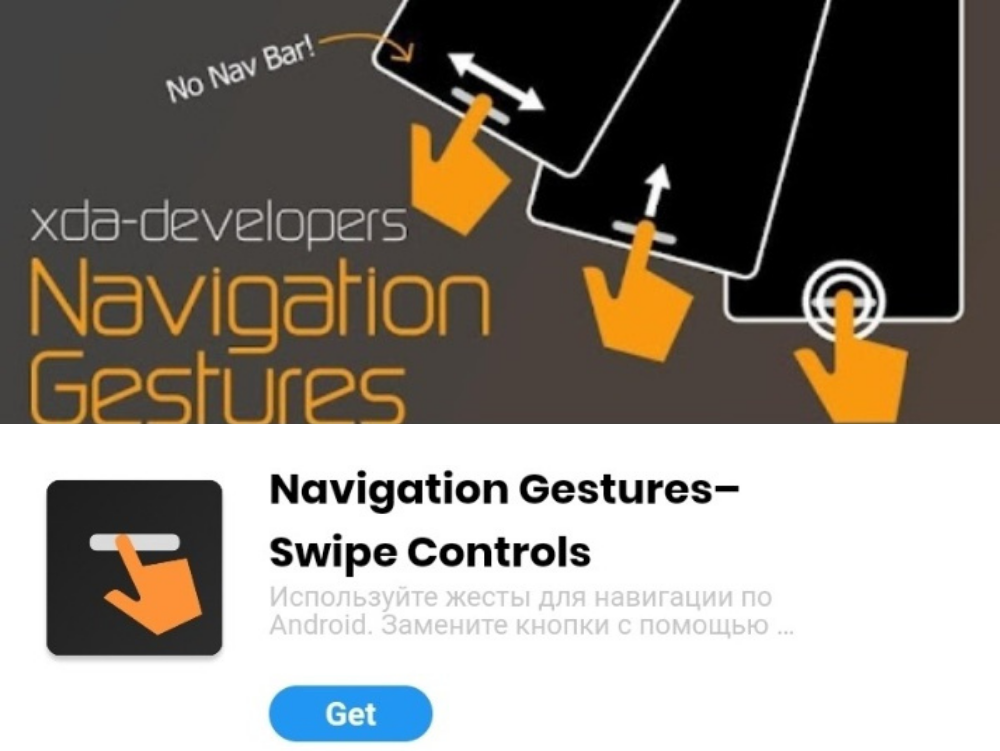 No Nav Bar!
xda-developers
Navigation
Gestures
Navigation Gestures–
Swipe Controls
Используйте жесты для навигации по
Android. Замените кнопки с помощью ...
Get